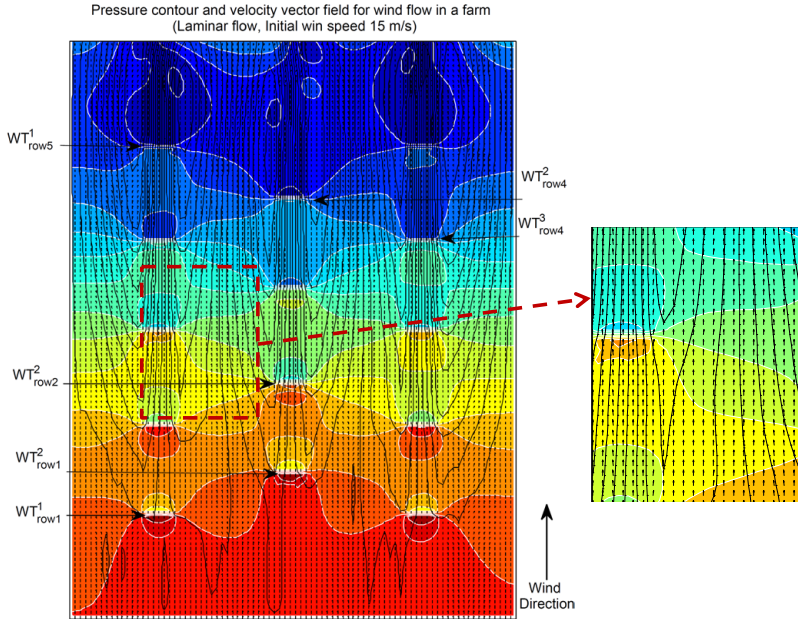 Pressure contour and velocity vector field for wind flow in a farm
(Laminar flow, Initial win speed 15 m/s)
WT¹row5
WT²row4
WT³row4
WT²row2
WT²row1
WT¹row1
Wind
Direction